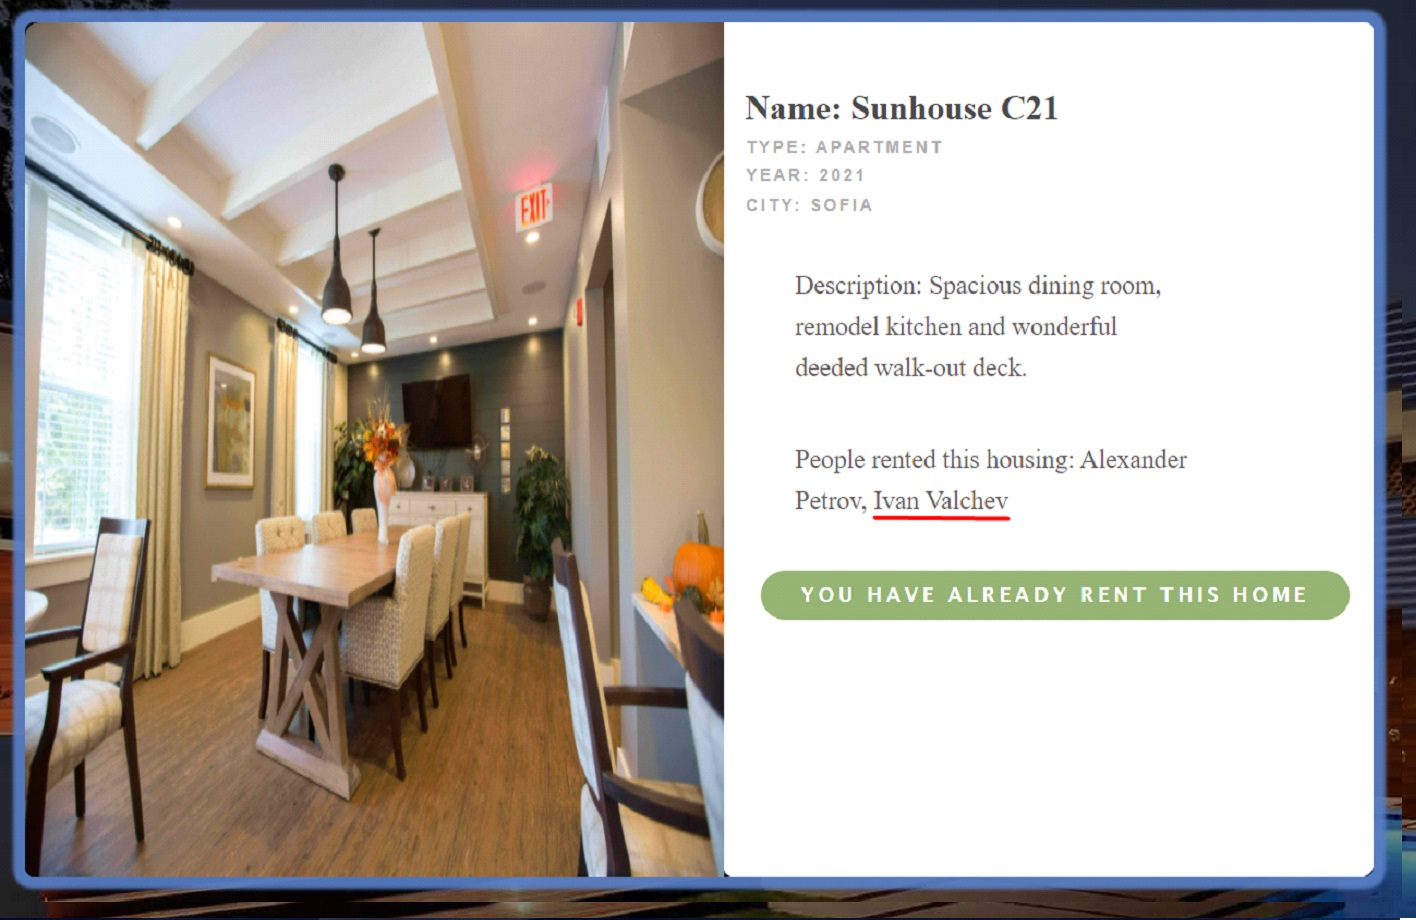 EXIT
Name: Sunhouse C21
TYPE: APARTMENT
YEAR: 2021
CITY: SOFIA
Description: Spacious dining room,
remodel kitchen and wonderful
deeded walk-out deck.
People rented this housing: Alexander
Petrov, Ivan Valchev
YOU HAVE ALREADY RENT THIS HOME